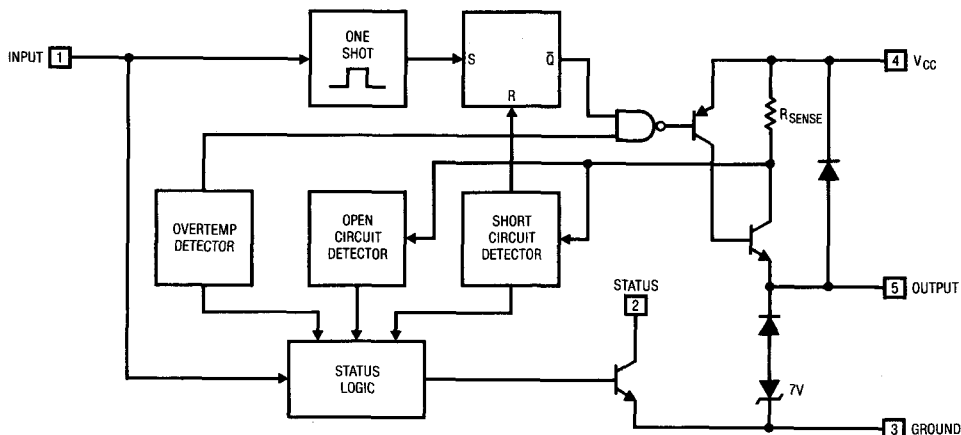 INPUT 1
ONE
SHOT
S
Q̅
R
4 VCC
RSENSE
OVERTEMP
DETECTOR
OPEN
CIRCUIT
DETECTOR
SHORT
CIRCUIT
DETECTOR
STATUS
2
5 OUTPUT
STATUS
LOGIC
7V
3 GROUND